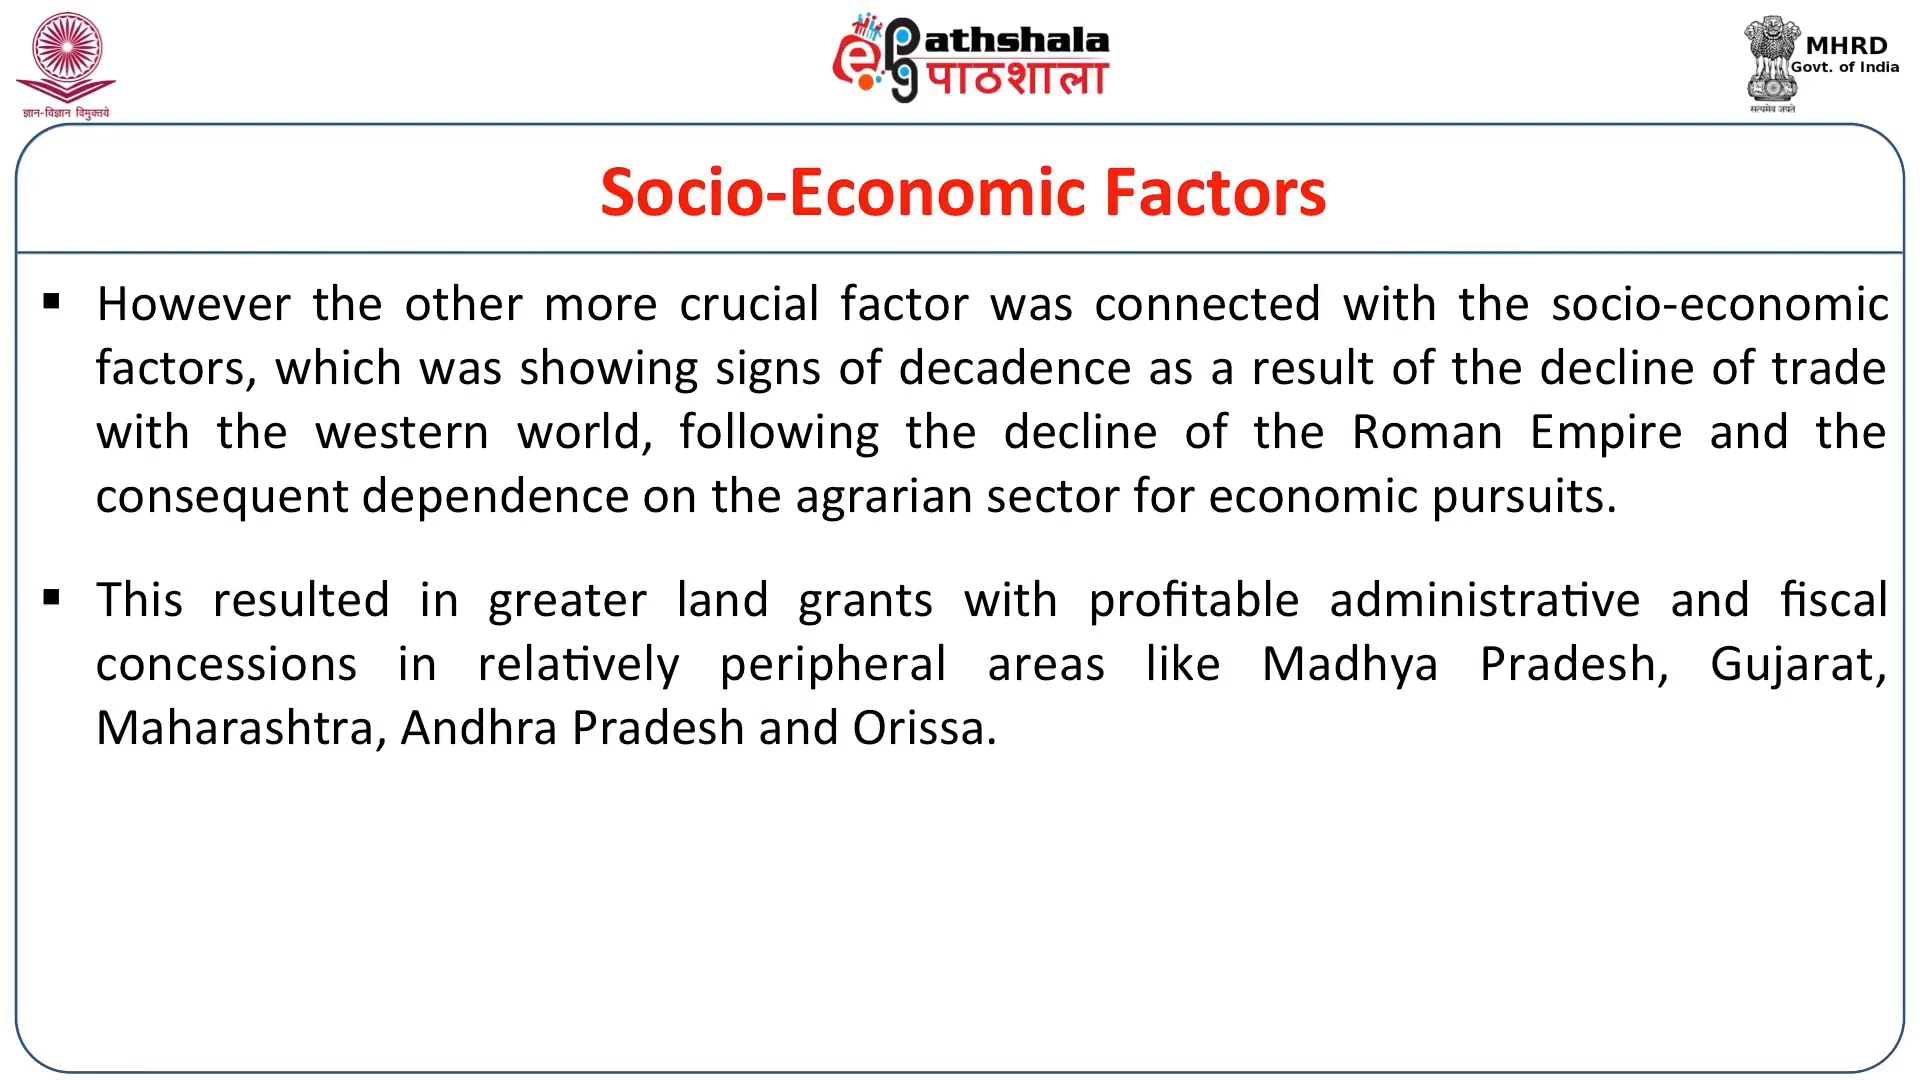 ज्ञान-विज्ञान विमुक्तये
ePathshala
पाठशाला
MHRD
Govt. of India
सत्यमेव जयते
Socio-Economic Factors
▪ However the other more crucial factor was connected with the socio-economic
factors, which was showing signs of decadence as a result of the decline of trade
with the western world, following the decline of the Roman Empire and the
consequent dependence on the agrarian sector for economic pursuits.
▪ This resulted in greater land grants with profitable administrative and fiscal
concessions in relatively peripheral areas like Madhya Pradesh, Gujarat,
Maharashtra, Andhra Pradesh and Orissa.